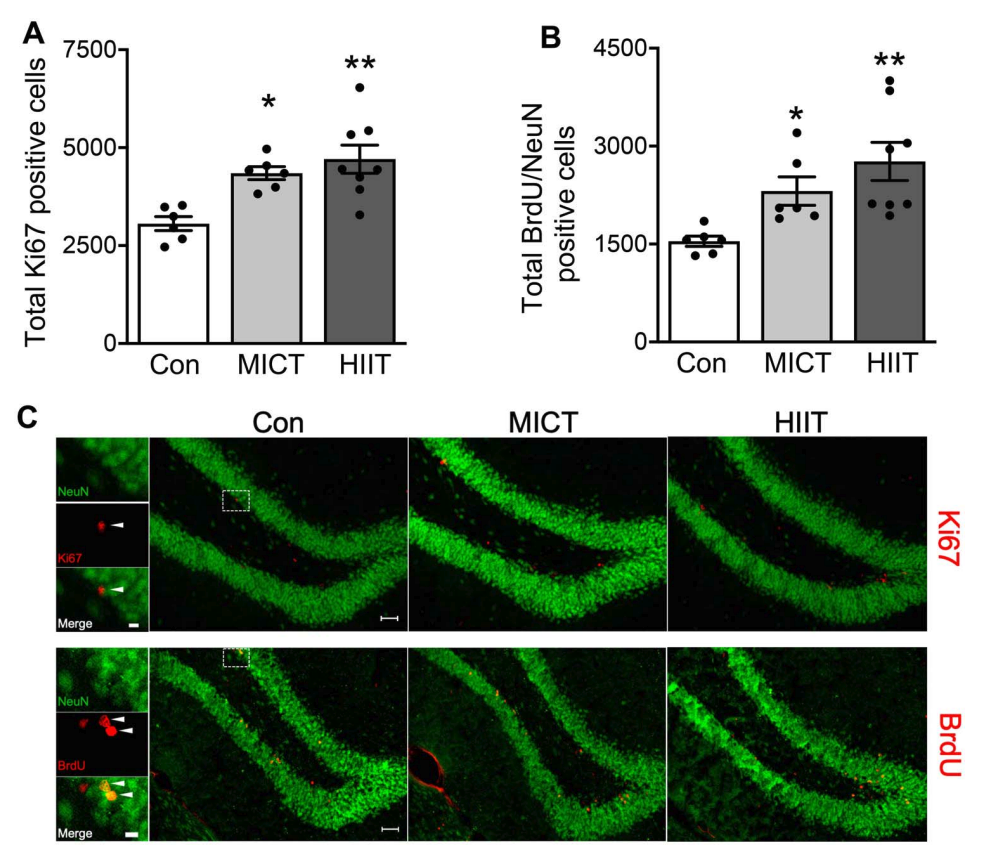 A
Total Ki67 positive cells
7500
5000
2500
0
*
**
Con
MICT
HIIT
B
Total BrdU/NeuN
positive cells
4500
3000
1500
0
*
**
Con
MICT
HIIT
C
Con
MICT
HIIT
NeuN
Ki67
Merge
Ki67
NeuN
BrdU
Merge
BrdU